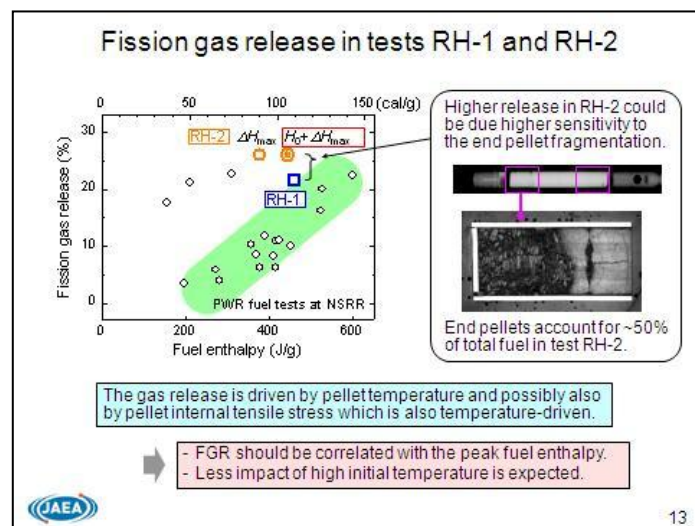 Fission gas release in tests RH-1 and RH-2
0 50 100 150 (cal/g)
30
20
10
0
Fission gas release (%)
RH-2 ΔHmax H0+ΔHmax
RH-1
PWR fuel tests at NSRR
0 200 400 600
Fuel enthalpy (J/g)
Higher release in RH-2 could
be due higher sensitivity to
the end pellet fragmentation.
End pellets account for ~50%
of total fuel in test RH-2.
The gas release is driven by pellet temperature and possibly also
by pellet internal tensile stress which is also temperature-driven.
- FGR should be correlated with the peak fuel enthalpy.
- Less impact of high initial temperature is expected.
JAEA
13